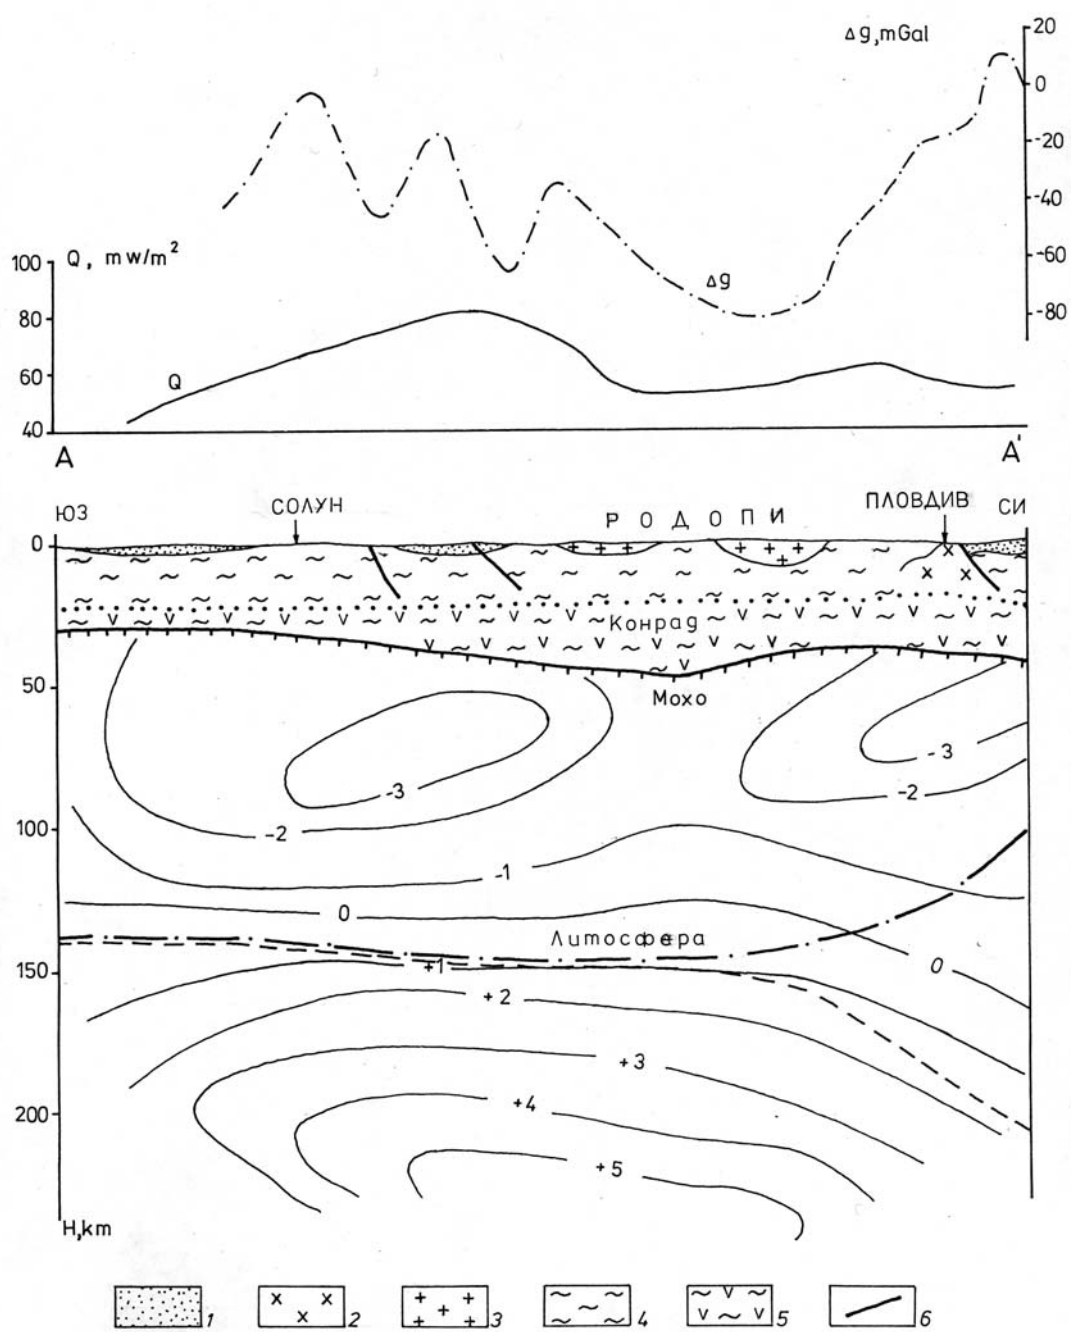 Δg, mGal
20
0
-20
-40
-60
-80
Q, mw/m²
100
80
60
40
Δg
Q
A
A'
ЮЗ
СОЛУН
РОДОПИ
ПЛОВДИВ
СИ
0
Конрад
50
Мохо
-3
-3
-2
-2
100
-1
0
Литосфера
0
150
+1
+2
+3
200
+4
+5
H,km
1
2
3
4
5
6